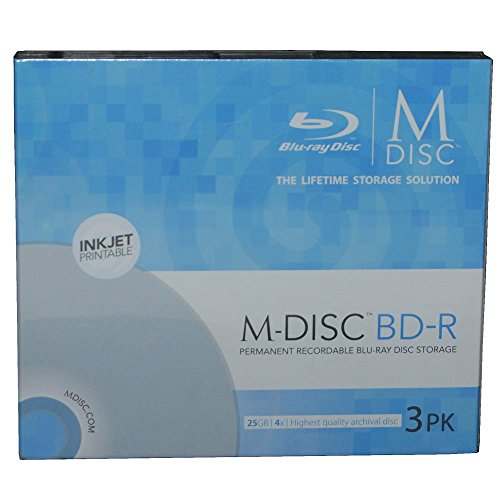 Blu-ray Disc™
M
DISC™
THE LIFETIME STORAGE SOLUTION
INKJET
PRINTABLE
M-DISC™ BD-R
PERMANENT RECORDABLE BLU-RAY DISC STORAGE
MDISC.COM
25GB | 4x | Highest quality archival disc 3PK